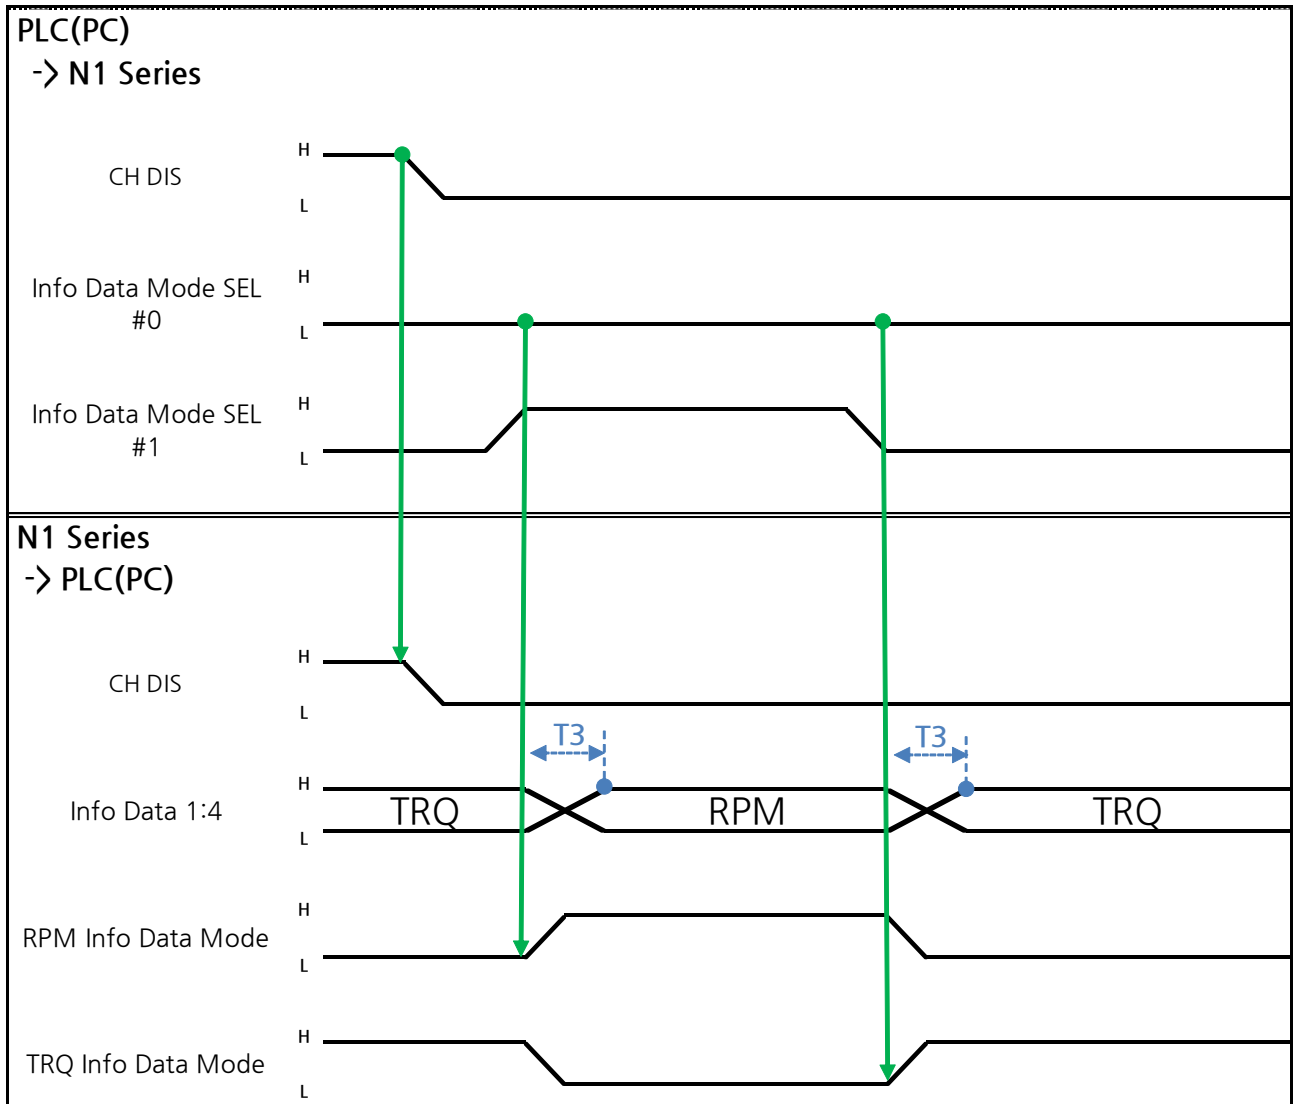 PLC(PC)
-> N1 Series
H
CH DIS
L
H
Info Data Mode SEL
#0
L
H
Info Data Mode SEL
#1
L
N1 Series
-> PLC(PC)
H
CH DIS
L
T3 T3
H
Info Data 1:4 TRQ RPM TRQ
L
H
RPM Info Data Mode
L
H
TRQ Info Data Mode
L